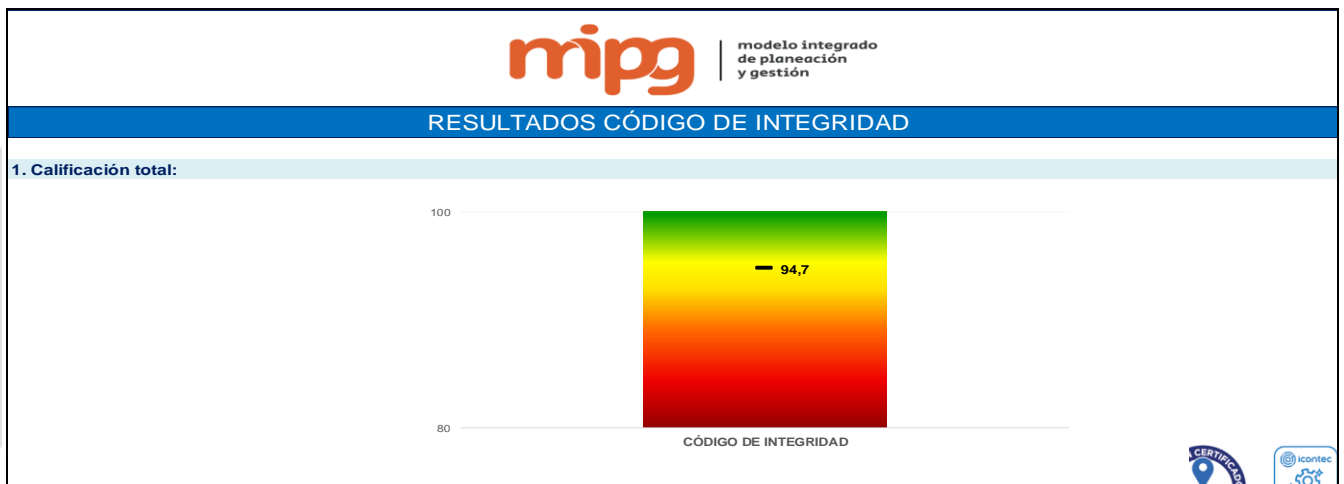 mipg
modelo integrado
de planeación
y gestión
RESULTADOS CÓDIGO DE INTEGRIDAD
1. Calificación total:
100
94,7
80
CÓDIGO DE INTEGRIDAD
icontec